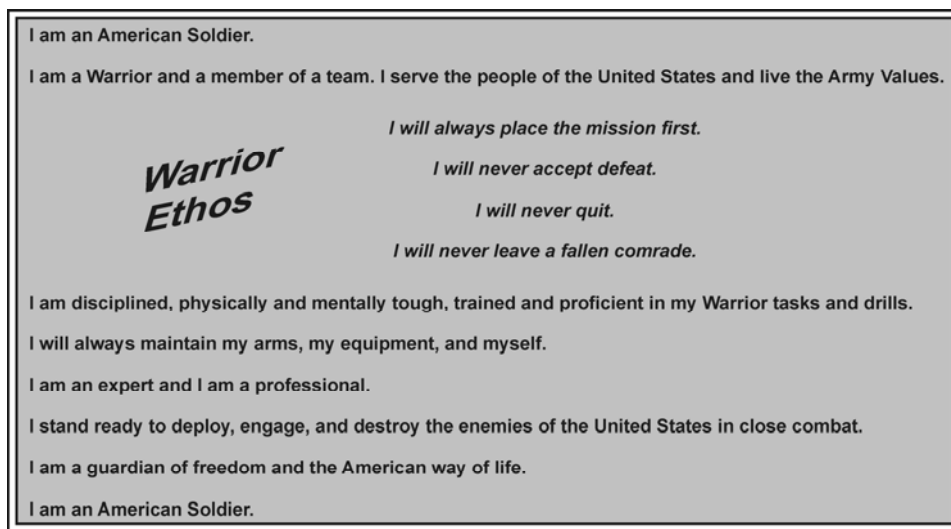 I am an American Soldier.
I am a Warrior and a member of a team. I serve the people of the United States and live the Army Values.
Warrior
Ethos
I will always place the mission first.
I will never accept defeat.
I will never quit.
I will never leave a fallen comrade.
I am disciplined, physically and mentally tough, trained and proficient in my Warrior tasks and drills.
I will always maintain my arms, my equipment, and myself.
I am an expert and I am a professional.
I stand ready to deploy, engage, and destroy the enemies of the United States in close combat.
I am a guardian of freedom and the American way of life.
I am an American Soldier.